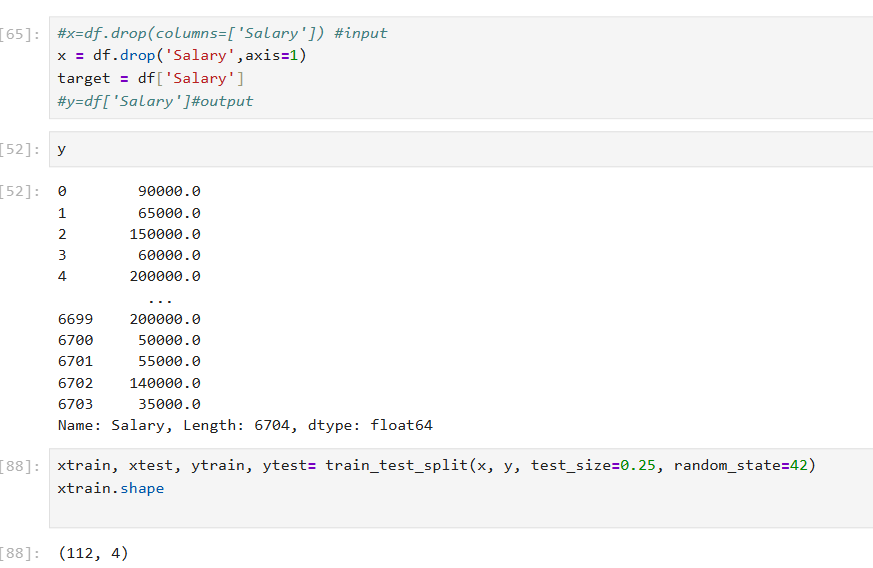 [65]: #x=df.drop(columns=['Salary']) #input
x = df.drop('Salary',axis=1)
target = df['Salary']
#y=df['Salary']#output
[52]: y
[52]: 0 90000.0
1 65000.0
2 150000.0
3 60000.0
4 200000.0
...
6699 200000.0
6700 50000.0
6701 55000.0
6702 140000.0
6703 35000.0
Name: Salary, Length: 6704, dtype: float64
[88]: xtrain, xtest, ytrain, ytest= train_test_split(x, y, test_size=0.25, random_state=42)
xtrain.shape
[88]: (112, 4)